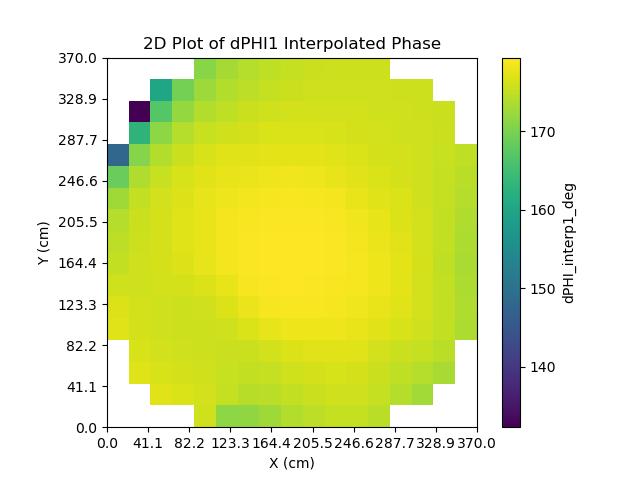 2D Plot of dPHI1 Interpolated Phase
370.0
328.9
287.7
246.6
205.5
164.4
123.3
82.2
41.1
0.0
Y (cm)
0.0 41.1 82.2 123.3 164.4 205.5 246.6 287.7 328.9 370.0
X (cm)
170
160
150
140
dPHI_interp1_deg